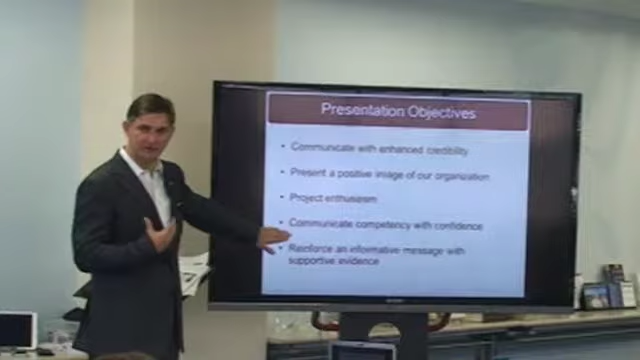 Presentation Objectives
• Communicate with enhanced credibility
• Present a positive image of our organization
• Project enthusiasm
• Communicate competency with confidence
• Reinforce an informative message with
supportive evidence